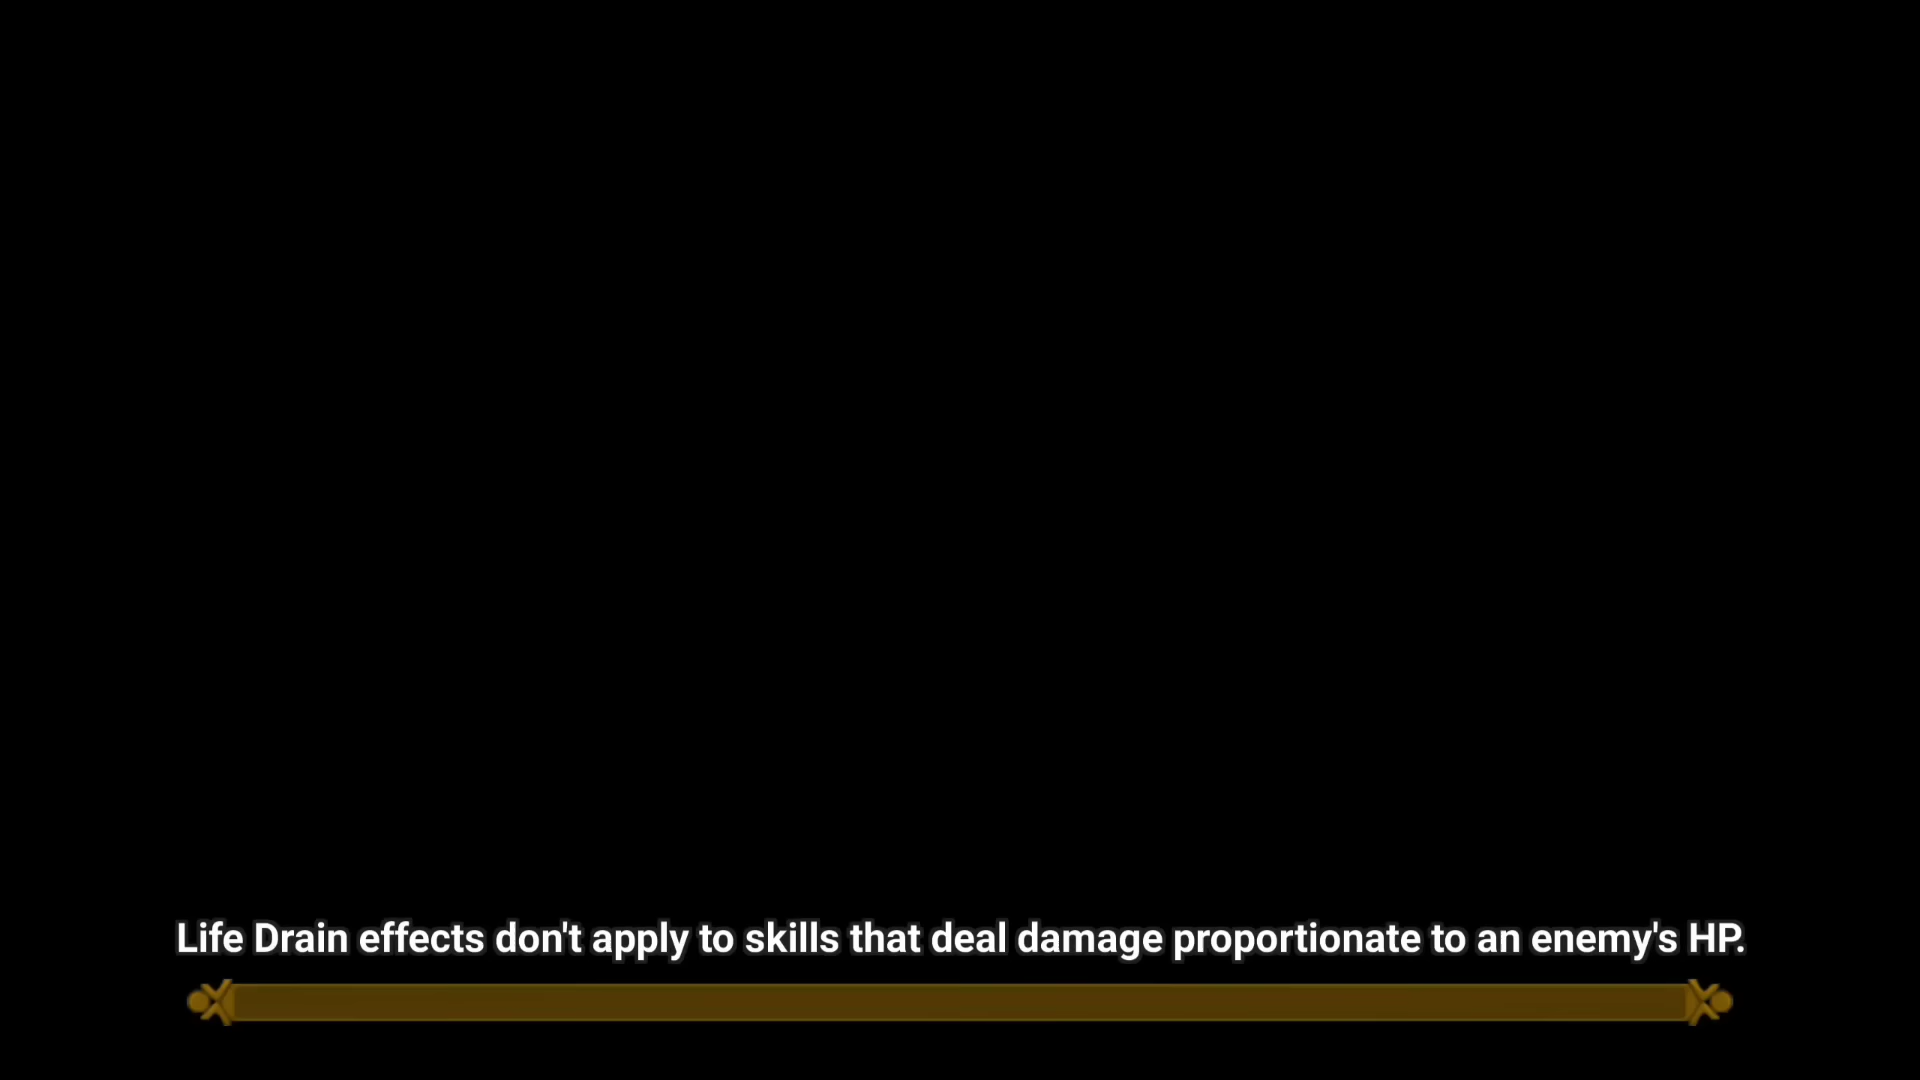 Life Drain effects don't apply to skills that deal damage proportionate to an enemy's HP.